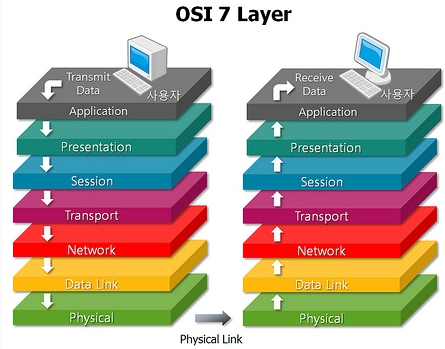 OSI 7 Layer
Transmit
Data
사용자
Application
Presentation
Session
Transport
Network
Data Link
Physical
Physical Link
Receive
Data
사용자
Application
Presentation
Session
Transport
Network
Data Link
Physical